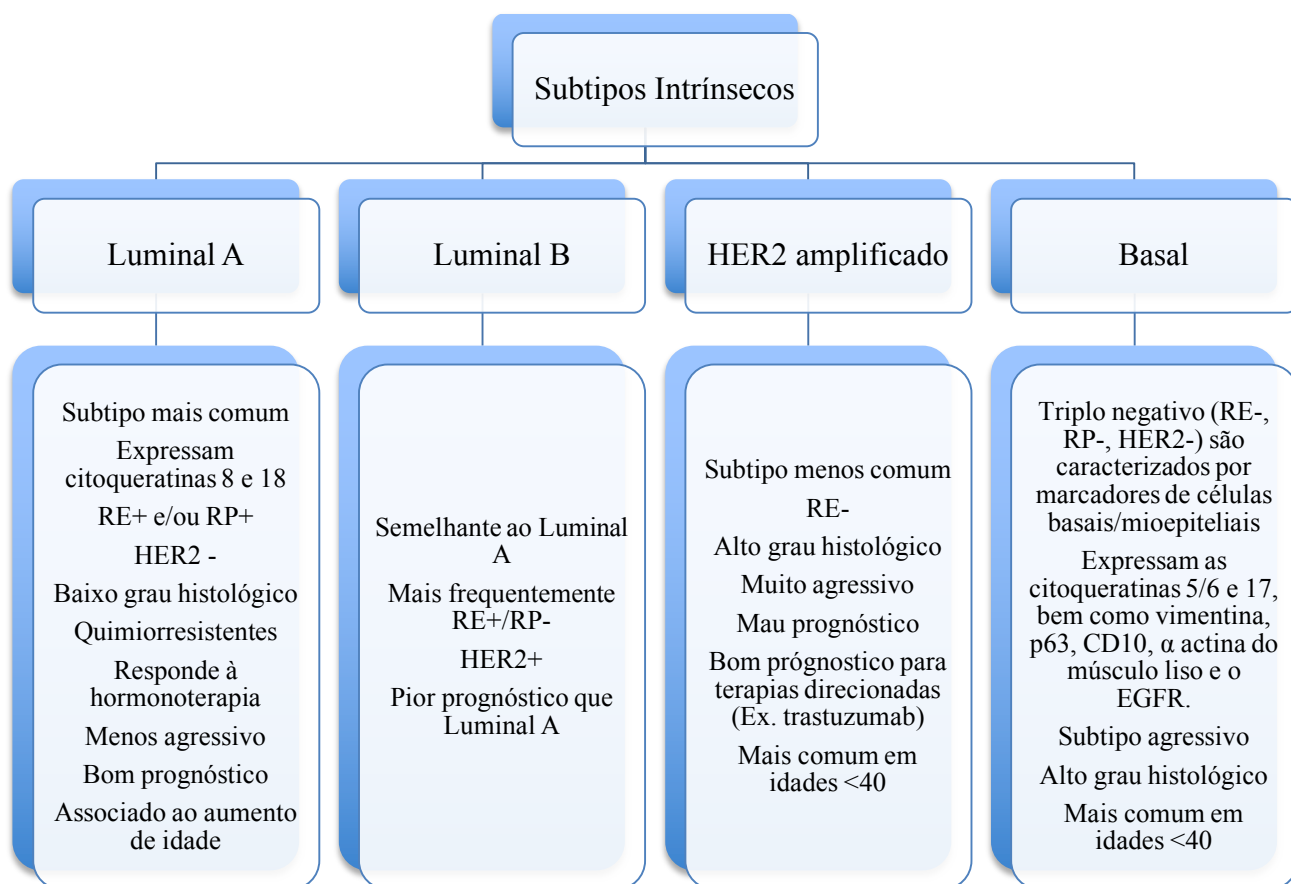 Subtipos Intrínsecos
Luminal A
Luminal B
HER2 amplificado
Basal
Subtipo mais comum
Expressam
citoqueratinas 8 e 18
RE+ e/ou RP+
HER2 -
Baixo grau histológico
Quimiorresistentes
Responde à
hormonoterapia
Menos agressivo
Bom prognóstico
Associado ao aumento
de idade
Semelhante ao Luminal
A
Mais frequentemente
RE+/RP-
HER2+
Pior prognóstico que
Luminal A
Subtipo menos comum
RE-
Alto grau histológico
Muito agressivo
Mau prognóstico
Bom prógnostico para
terapias direcionadas
(Ex. trastuzumab)
Mais comum em
idades <40
Triplo negativo (RE-,
RP-, HER2-) são
caracterizados por
marcadores de células
basais/mioepiteliais
Expressam as
citoqueratinas 5/6 e 17,
bem como vimentina,
p63, CD10, α actina do
músculo liso e o
EGFR.
Subtipo agressivo
Alto grau histológico
Mais comum em
idades <40